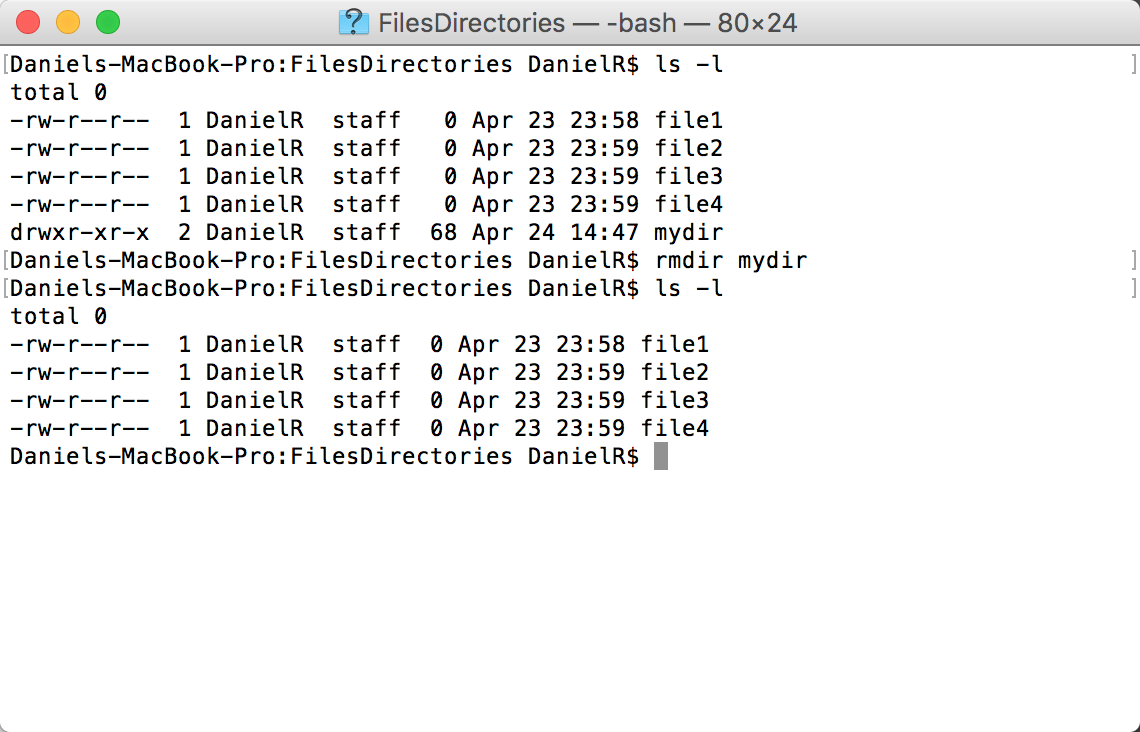 FilesDirectories — -bash — 80×24
[Daniels-MacBook-Pro:FilesDirectories DanielR$ ls -l ]
total 0
-rw-r--r--  1 DanielR  staff   0 Apr 23 23:58 file1
-rw-r--r--  1 DanielR  staff   0 Apr 23 23:59 file2
-rw-r--r--  1 DanielR  staff   0 Apr 23 23:59 file3
-rw-r--r--  1 DanielR  staff   0 Apr 23 23:59 file4
drwxr-xr-x  2 DanielR  staff  68 Apr 24 14:47 mydir
[Daniels-MacBook-Pro:FilesDirectories DanielR$ rmdir mydir ]
[Daniels-MacBook-Pro:FilesDirectories DanielR$ ls -l ]
total 0
-rw-r--r--  1 DanielR  staff  0 Apr 23 23:58 file1
-rw-r--r--  1 DanielR  staff  0 Apr 23 23:59 file2
-rw-r--r--  1 DanielR  staff  0 Apr 23 23:59 file3
-rw-r--r--  1 DanielR  staff  0 Apr 23 23:59 file4
Daniels-MacBook-Pro:FilesDirectories DanielR$